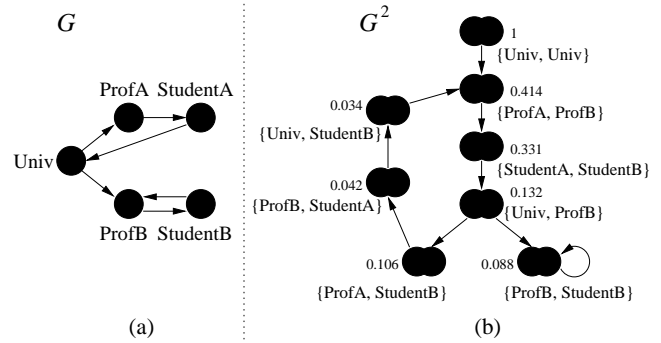 G
ProfA StudentA
Univ
ProfB StudentB
(a)
G²
1
{Univ, Univ}
0.414
{ProfA, ProfB}
0.034
{Univ, StudentB}
0.331
{StudentA, StudentB}
0.042
{ProfB, StudentA}
0.132
{Univ, ProfB}
0.106
{ProfA, StudentB}
0.088
{ProfB, StudentB}
(b)